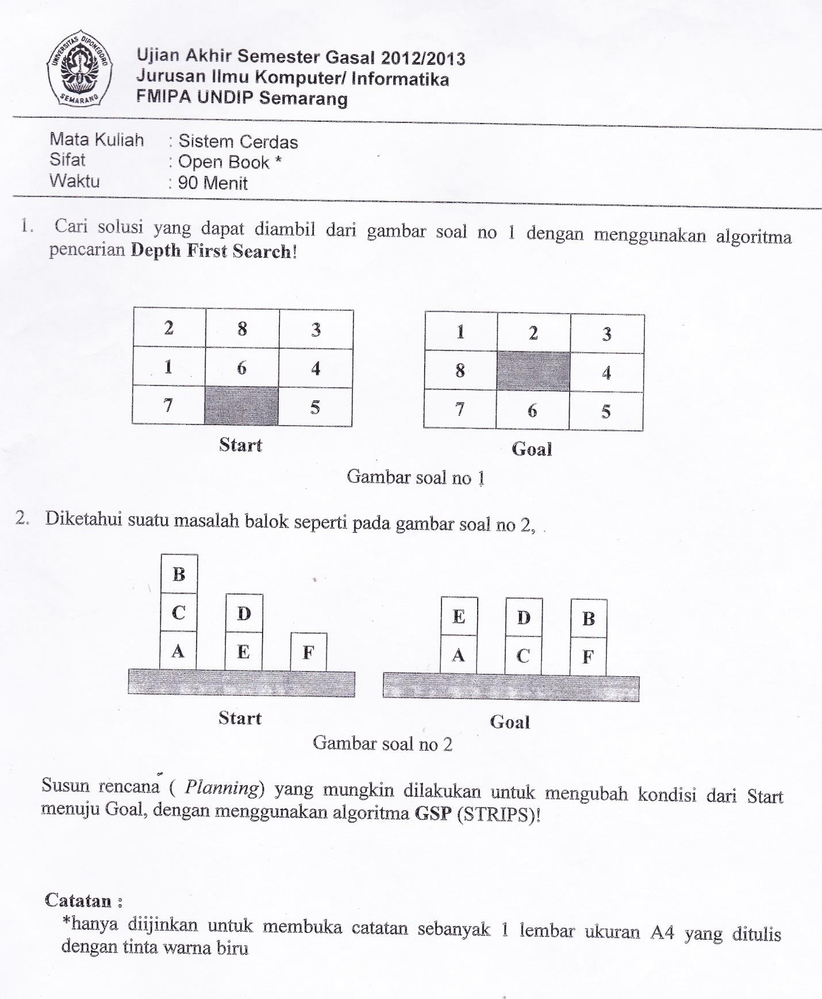 UNIVERSITAS DIPONEGORO
SEMARANG
Ujian Akhir Semester Gasal 2012/2013
Jurusan Ilmu Komputer/ Informatika
FMIPA UNDIP Semarang
Mata Kuliah : Sistem Cerdas
Sifat : Open Book *
Waktu : 90 Menit
1. Cari solusi yang dapat diambil dari gambar soal no 1 dengan menggunakan algoritma
pencarian Depth First Search!
2 8 3
1 6 4
7 5
Start
1 2 3
8 4
7 6 5
Goal
Gambar soal no 1
2. Diketahui suatu masalah balok seperti pada gambar soal no 2,
B
C D
A E F
Start
E D B
A C F
Goal
Gambar soal no 2
Susun rencana ( Planning) yang mungkin dilakukan untuk mengubah kondisi dari Start
menuju Goal, dengan menggunakan algoritma GSP (STRIPS)!
Catatan :
*hanya diijinkan untuk membuka catatan sebanyak 1 lembar ukuran A4 yang ditulis
dengan tinta warna biru